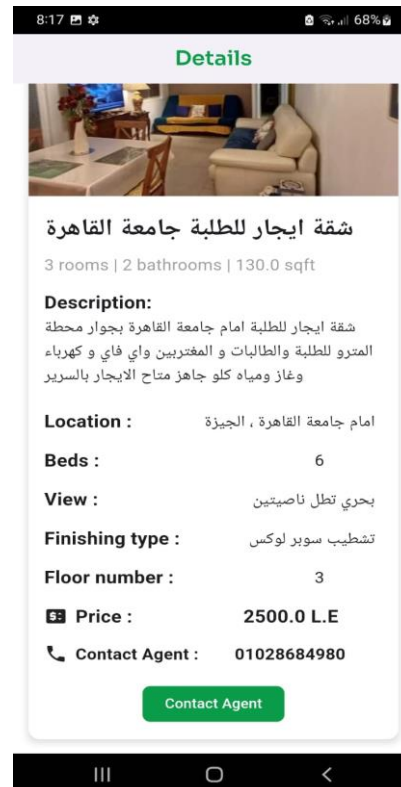 8:17
68%
Details
شقة ايجار للطلبة جامعة القاهرة
3 rooms | 2 bathrooms | 130.0 sqft
Description:
شقة ايجار للطلبة امام جامعة القاهرة بجوار محطة
المترو للطلبة والطالبات و المغتربين واي فاي و كهرباء
وغاز ومياه كلو جاهز متاح الايجار بالسرير
Location : امام جامعة القاهرة ، الجيزة
Beds : 6
View : بحري تطل ناصيتين
Finishing type : تشطيب سوبر لوكس
Floor number : 3
Price : 2500.0 L.E
Contact Agent : 01028684980
Contact Agent